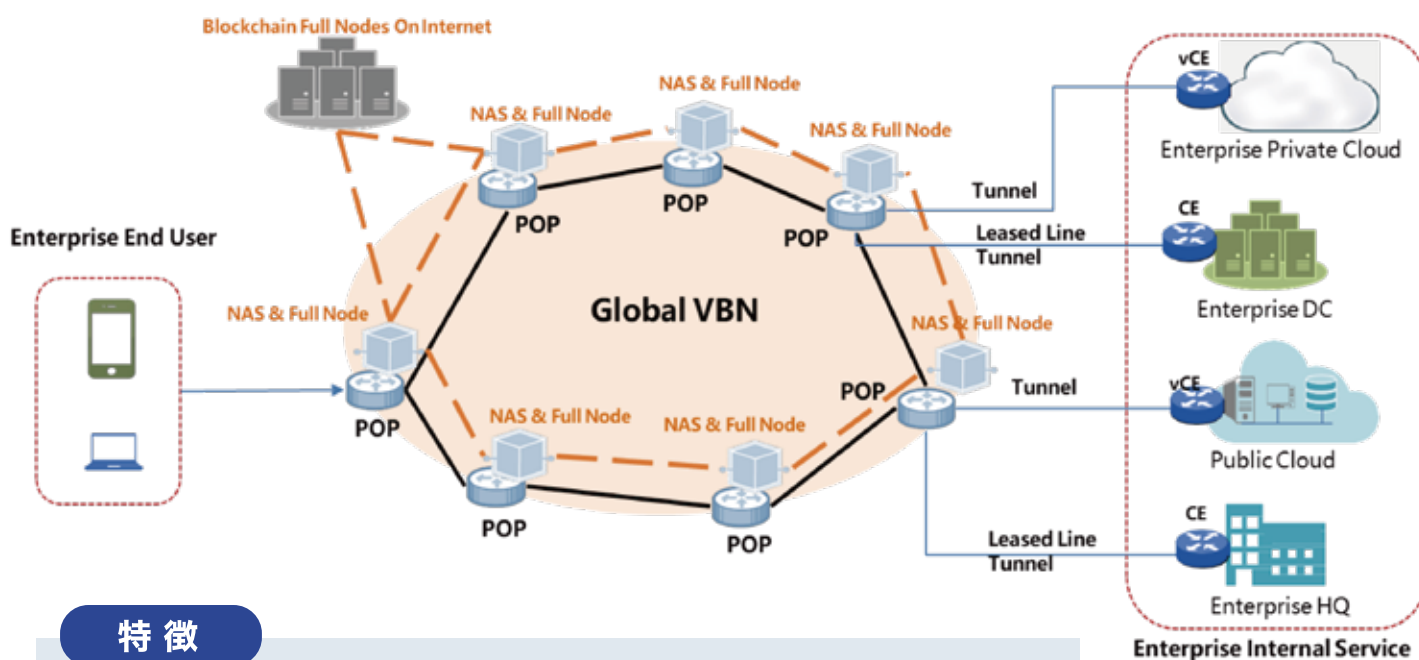 Blockchain Full Nodes On Internet
NAS & Full Node
NAS & Full Node
NAS & Full Node
vCE
Enterprise Private Cloud
POP
POP
POP
Tunnel
CE
Leased Line
Tunnel
Enterprise DC
Enterprise End User
Global VBN
NAS & Full Node
NAS & Full Node
POP
POP
Tunnel
vCE
Public Cloud
NAS & Full Node
NAS & Full Node
POP
POP
CE
Leased Line
Tunnel
Enterprise HQ
Enterprise Internal Service
特徴